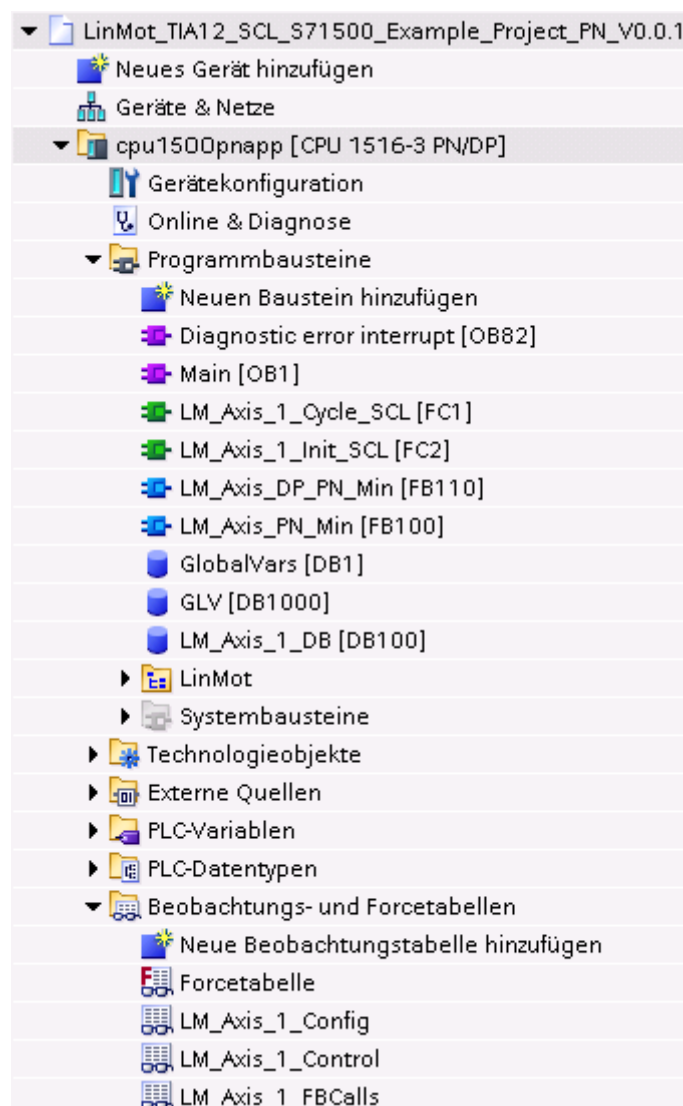 LinMot_TIA12_SCL_S71500_Example_Project_PN_V0.0.1
Neues Gerät hinzufügen
Geräte & Netze
cpu1500pnapp [CPU 1516-3 PN/DP]
Gerätekonfiguration
Online & Diagnose
Programmbausteine
Neuen Baustein hinzufügen
Diagnostic error interrupt [OB82]
Main [OB1]
LM_Axis_1_Cycle_SCL [FC1]
LM_Axis_1_Init_SCL [FC2]
LM_Axis_DP_PN_Min [FB110]
LM_Axis_PN_Min [FB100]
GlobalVars [DB1]
GLV [DB1000]
LM_Axis_1_DB [DB100]
LinMot
Systembausteine
Technologieobjekte
Externe Quellen
PLC-Variablen
PLC-Datentypen
Beobachtungs- und Forcetabellen
Neue Beobachtungstabelle hinzufügen
Forcetabelle
LM_Axis_1_Config
LM_Axis_1_Control
LM_Axis_1_FBCalls